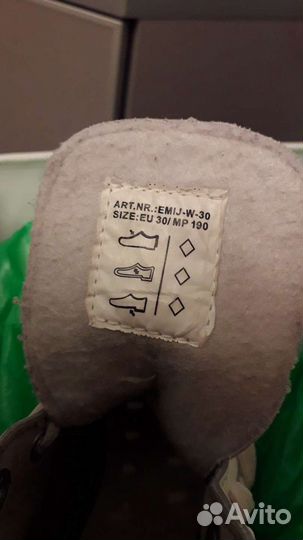 ART.NR.:EMIJ-W-30
SIZE:EU 30/ MP 190
Avito